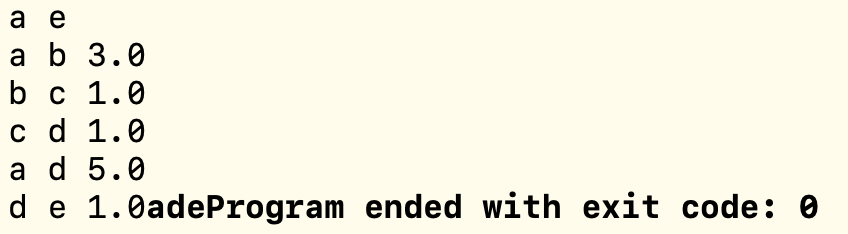 a e
a b 3.0
b c 1.0
c d 1.0
a d 5.0
d e 1.0adeProgram ended with exit code: 0